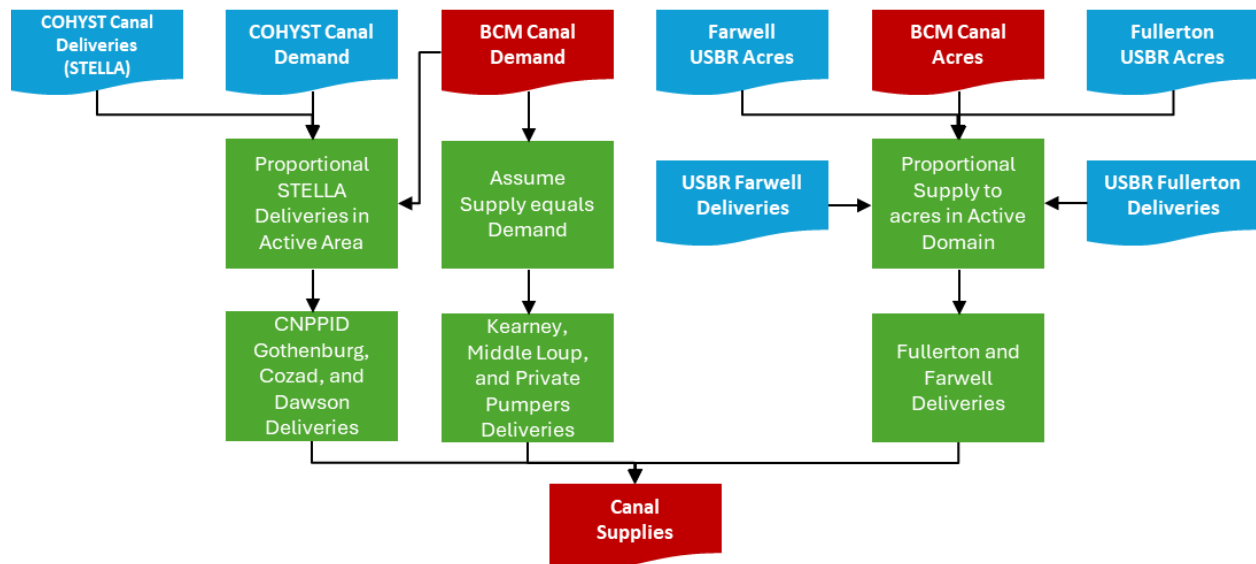 COHYST Canal
Deliveries
(STELLA)
COHYST Canal
Demand
BCM Canal
Demand
Farwell
USBR Acres
BCM Canal
Acres
Fullerton
USBR Acres
Proportional
STELLA
Deliveries in
Active Area
Assume
Supply equals
Demand
USBR Farwell
Deliveries
Proportional
Supply to
acres in Active
Domain
USBR Fullerton
Deliveries
CNPPID
Gothenburg,
Cozad, and
Dawson
Deliveries
Kearney,
Middle Loup,
and Private
Pumpers
Deliveries
Fullerton and
Farwell
Deliveries
Canal
Supplies